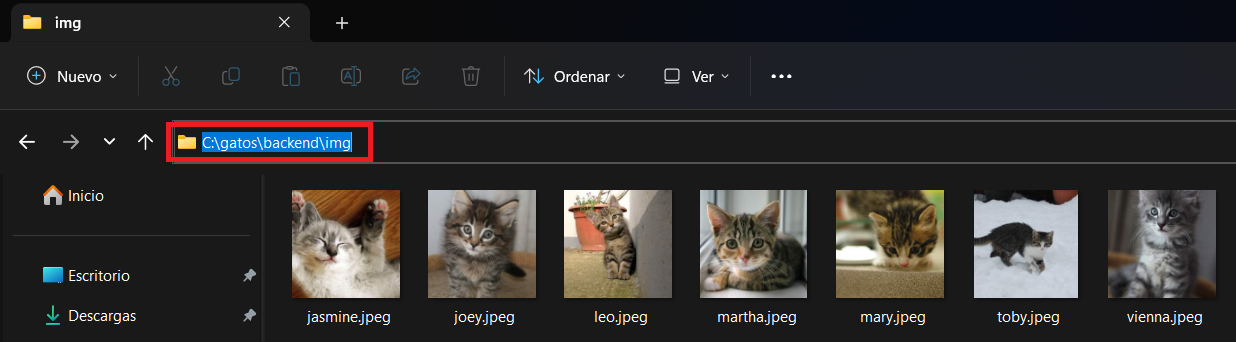 img
Nuevo
Ordenar
Ver
C:\gatos\backend\img
Inicio
Escritorio
Descargas
jasmine.jpeg
joey.jpeg
leo.jpeg
martha.jpeg
mary.jpeg
toby.jpeg
vienna.jpeg